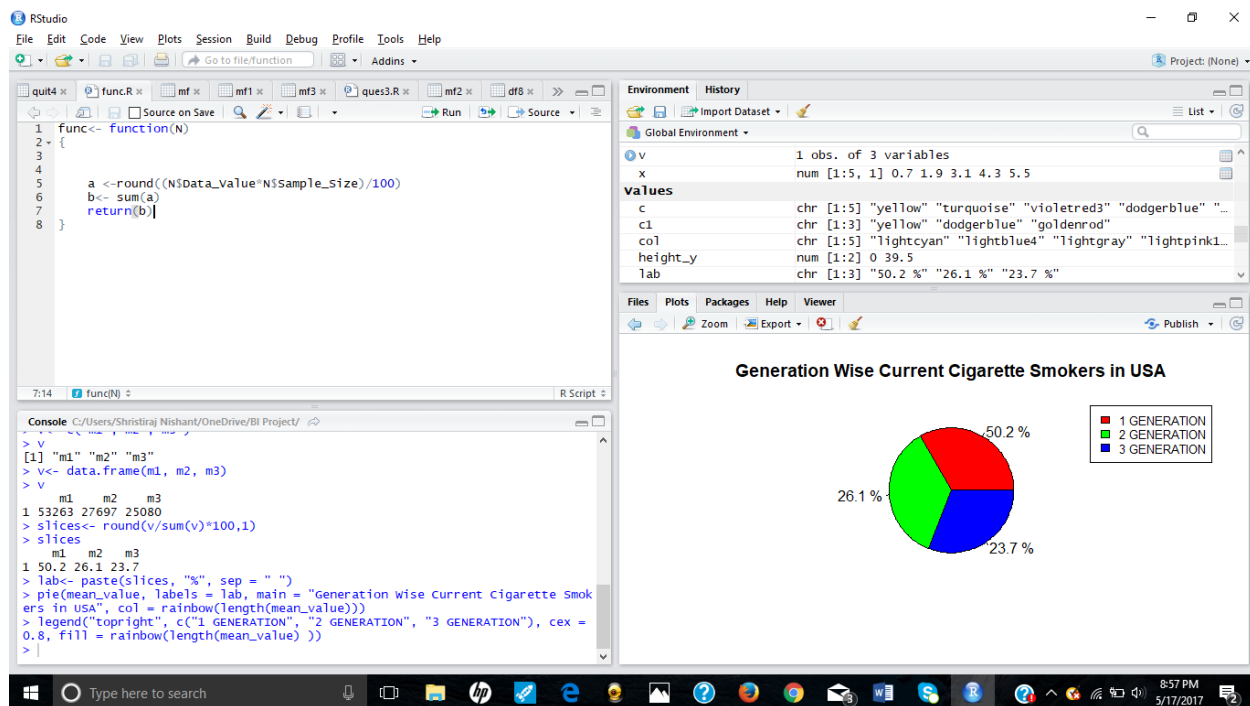 RStudio
File Edit Code View Plots Session Build Debug Profile Tools Help
Go to file/function Addins Project: (None)
quit4 func.R mf mf1 mf3 ques3.R mf2 df8
Source on Save Run Source
1 func<- function(N)
2 {
3
4
5 a <-round((N$Data_Value*N$Sample_Size)/100)
6 b<- sum(a)
7 return(b)
8 }
7:14 func(N) R Script
Console C:/Users/Shristiraj Nishant/OneDrive/BI Project/
> v
[1] "m1" "m2" "m3"
> v<- data.frame(m1, m2, m3)
> v
m1 m2 m3
1 53263 27697 25080
> slices<- round(v/sum(v)*100,1)
> slices
m1 m2 m3
1 50.2 26.1 23.7
> lab<- paste(slices, "%", sep = " ")
> pie(mean_value, labels = lab, main = "Generation Wise Current Cigarette Smok
ers in USA", col = rainbow(length(mean_value)))
> legend("topright", c("1 GENERATION", "2 GENERATION", "3 GENERATION"), cex =
0.8, fill = rainbow(length(mean_value) ))
>
Environment History
Import Dataset List
Global Environment
v 1 obs. of 3 variables
x num [1:5, 1] 0.7 1.9 3.1 4.3 5.5
Values
c chr [1:5] "yellow" "turquoise" "violetred3" "dodgerblue" "…
c1 chr [1:3] "yellow" "dodgerblue" "goldenrod"
col chr [1:5] "lightcyan" "lightblue4" "lightgray" "lightpink1…
height_y num [1:2] 0 39.5
lab chr [1:3] "50.2 %" "26.1 %" "23.7 %"
Files Plots Packages Help Viewer
Zoom Export Publish
Generation Wise Current Cigarette Smokers in USA
1 GENERATION
2 GENERATION
3 GENERATION
50.2 %
26.1 %
23.7 %
Type here to search
8:57 PM
5/17/2017